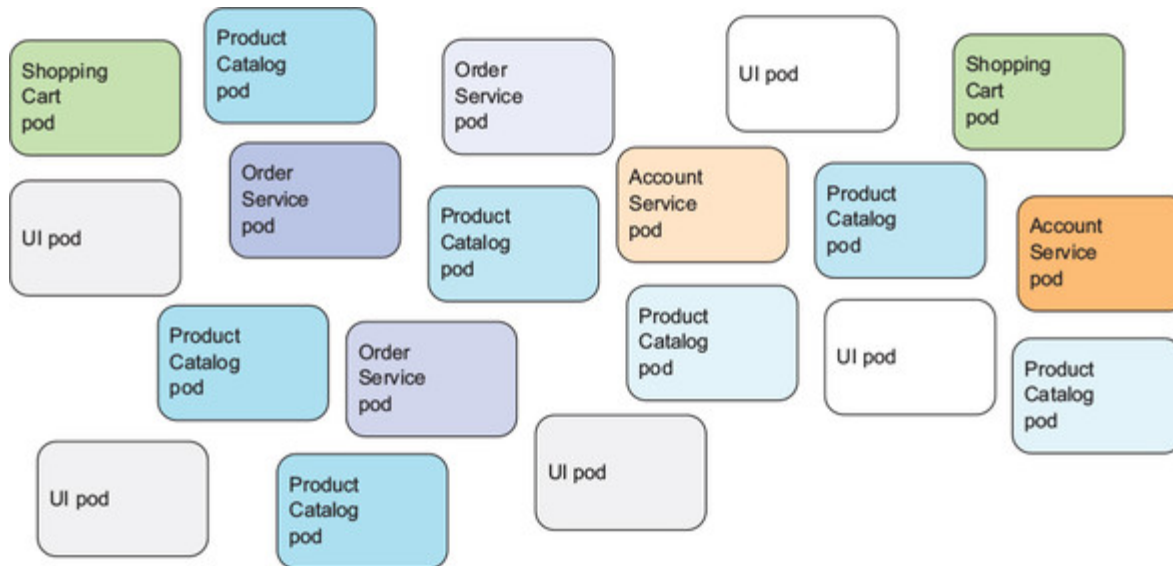 Shopping
Cart
pod
Product
Catalog
pod
Order
Service
pod
UI pod
Shopping
Cart
pod
UI pod
Order
Service
pod
Product
Catalog
pod
Account
Service
pod
Product
Catalog
pod
Account
Service
pod
Product
Catalog
pod
Order
Service
pod
Product
Catalog
pod
UI pod
Product
Catalog
pod
UI pod
Product
Catalog
pod
UI pod